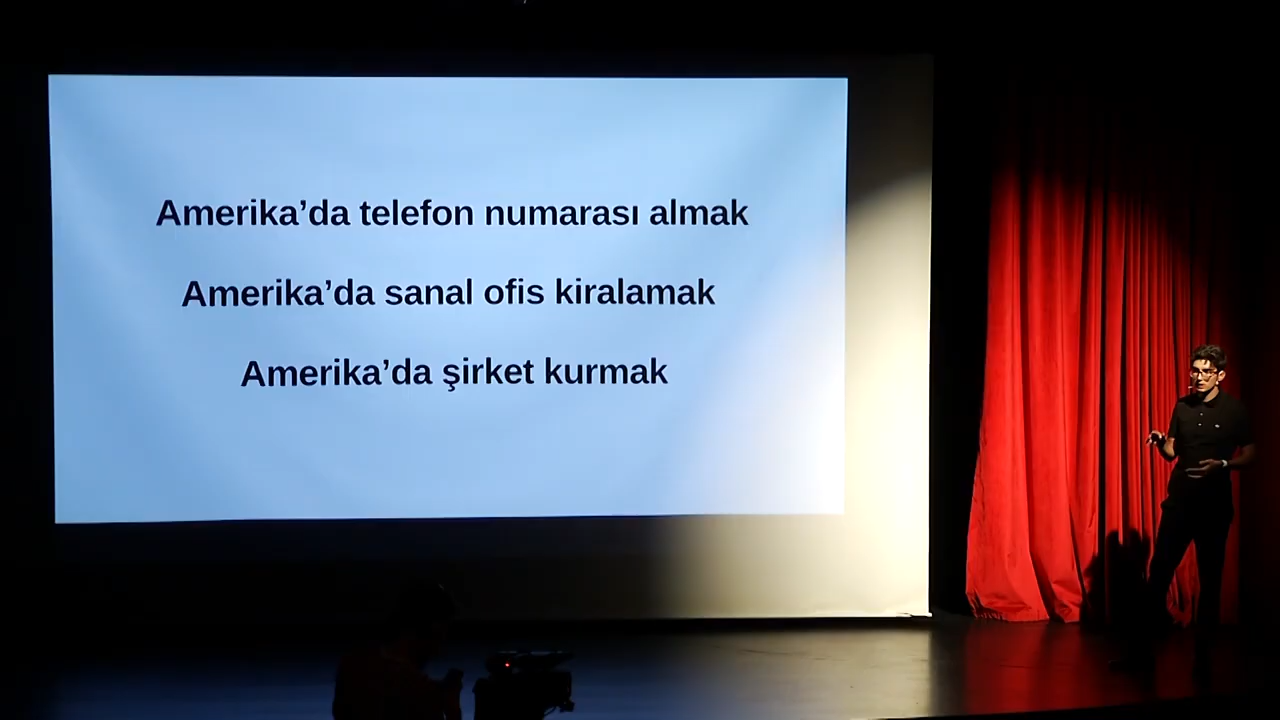 Amerika’da telefon numarası almak
Amerika’da sanal ofis kiralamak
Amerika’da şirket kurmak